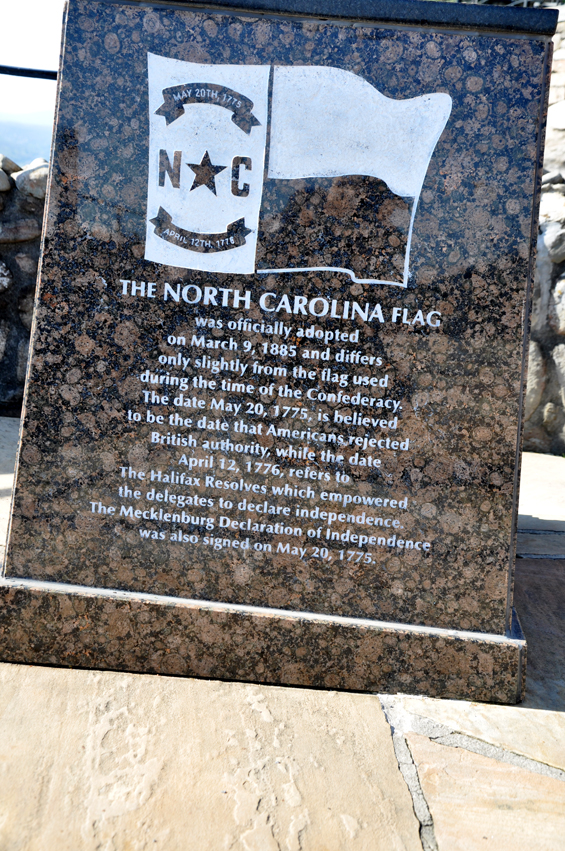 MAY 20TH, 1775
N ★ C
APRIL 12TH, 1776
THE NORTH CAROLINA FLAG
was officially adopted
on March 9, 1885 and differs
only slightly from the flag used
during the time of the Confederacy.
The date May 20, 1775, is believed
to be the date that Americans rejected
British authority, while the date
April 12, 1776, refers to
The Halifax Resolves which empowered
the delegates to declare independence.
The Mecklenburg Declaration of Independence
was also signed on May 20, 1775.